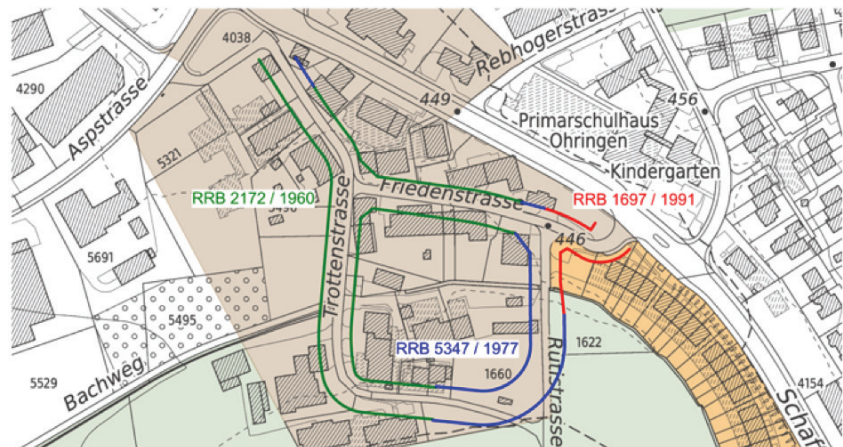 4038
Rebhogerstrasse
4290
Aspstrasse
449
456
Primarschulhaus
Ohringen
Kindergarten
5321
RRB 2172 / 1960
Friedenstrasse
RRB 1697 / 1991
446
5691
Trottenstrasse
5495
RRB 5347 / 1977
1622
5529
Bachweg
1660
Rutistrasse
4154
Schaf